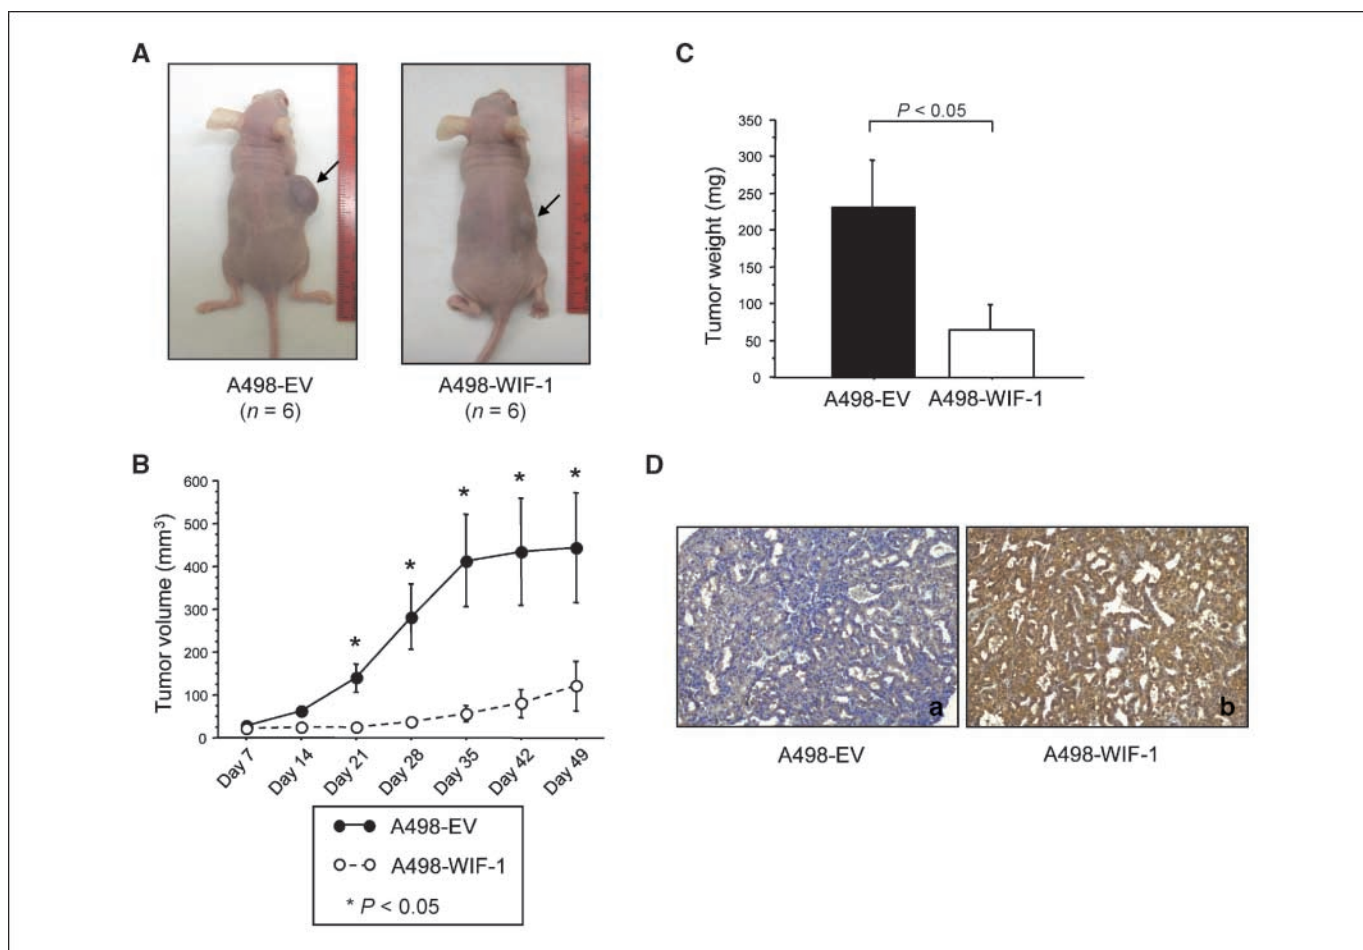 A
A498-EV
(n = 6)
A498-WIF-1
(n = 6)
B
Tumor volume (mm³)
600
500
400
300
200
100
0
Day 7
Day 14
Day 21
Day 28
Day 35
Day 42
Day 49
*
*
*
*
*
A498-EV
A498-WIF-1
* P < 0.05
C
P < 0.05
Tumor weight (mg)
350
300
250
200
150
100
50
0
A498-EV
A498-WIF-1
D
a
b
A498-EV
A498-WIF-1